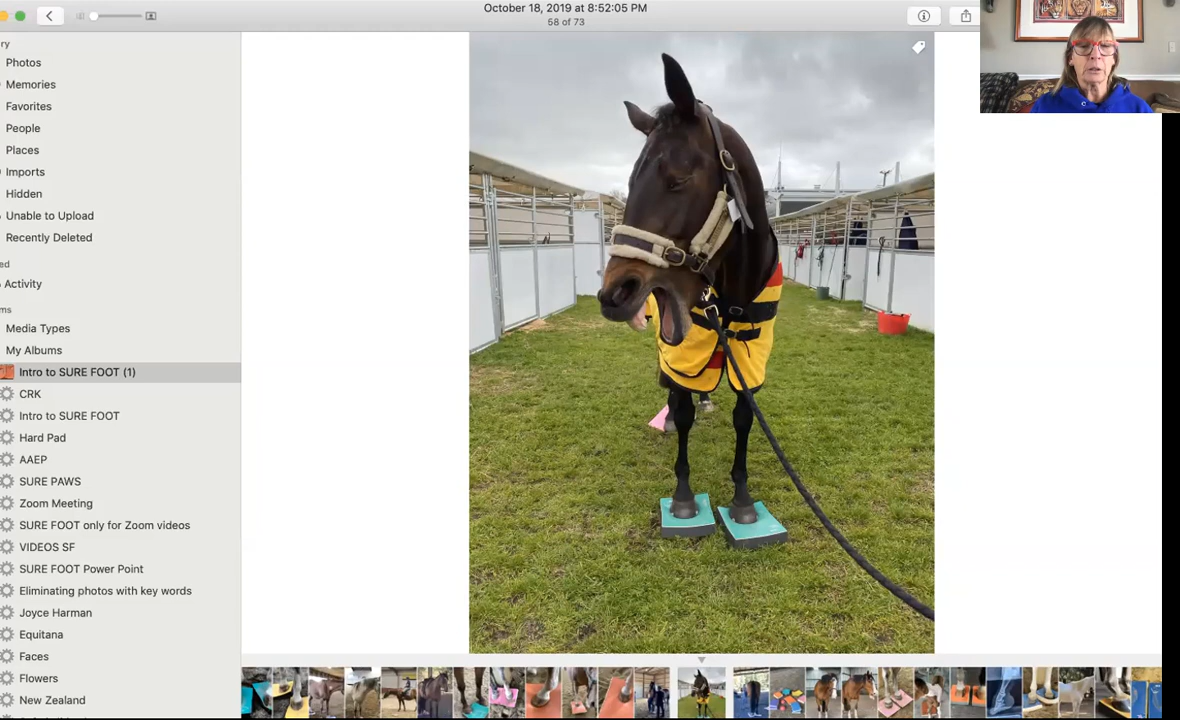 October 18, 2019 at 8:52:05 PM
58 of 73
ry
Photos
Memories
Favorites
People
Places
Imports
Hidden
Unable to Upload
Recently Deleted
ed
Activity
ms
Media Types
My Albums
Intro to SURE FOOT (1)
CRK
Intro to SURE FOOT
Hard Pad
AAEP
SURE PAWS
Zoom Meeting
SURE FOOT only for Zoom videos
VIDEOS SF
SURE FOOT Power Point
Eliminating photos with key words
Joyce Harman
Equitana
Faces
Flowers
New Zealand